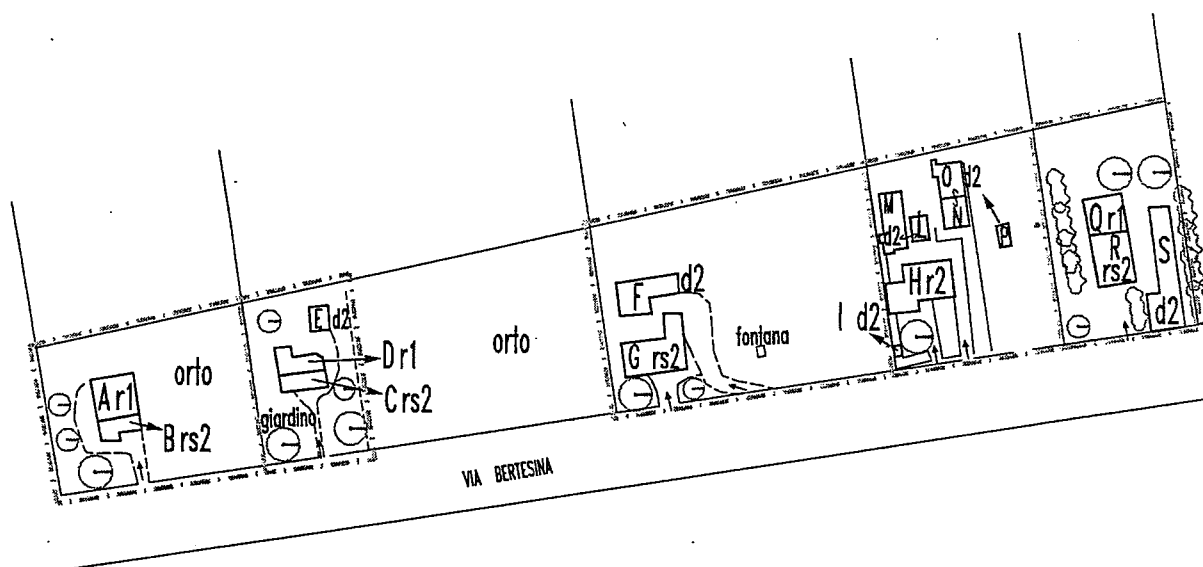 A r1
B rs2
orto
E d2
D r1
C rs2
giardino
orto
F d2
G rs2
fontana
M
d2
L
O
N
d2
P
H r2
I d2
Q r1
R
rs2
S
d2
VIA BERTESINA